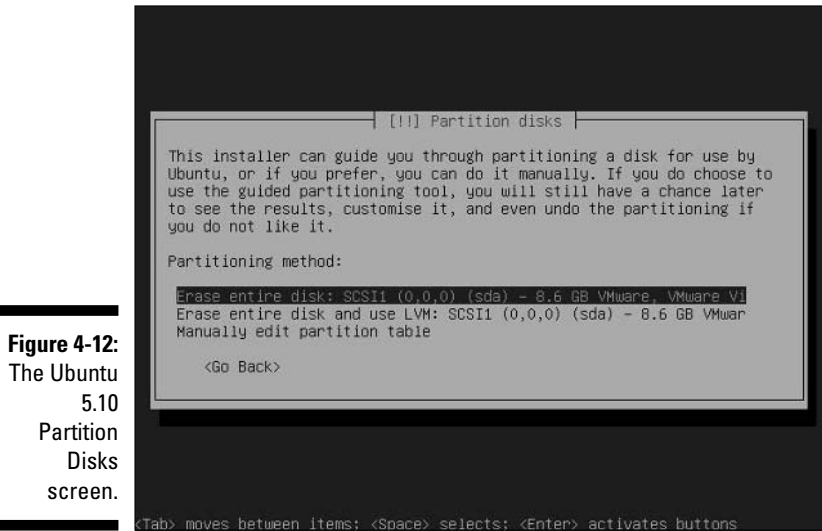 [!!] Partition disks
This installer can guide you through partitioning a disk for use by
Ubuntu, or if you prefer, you can do it manually. If you do choose to
use the guided partitioning tool, you will still have a chance later
to see the results, customise it, and even undo the partitioning if
you do not like it.
Partitioning method:
Erase entire disk: SCSI1 (0,0,0) (sda) - 8.6 GB VMware, VMware Vi
Erase entire disk and use LVM: SCSI1 (0,0,0) (sda) - 8.6 GB VMwar
Manually edit partition table
<Go Back>
<Tab> moves between items; <Space> selects; <Enter> activates buttons
Figure 4-12:
The Ubuntu
5.10
Partition
Disks
screen.